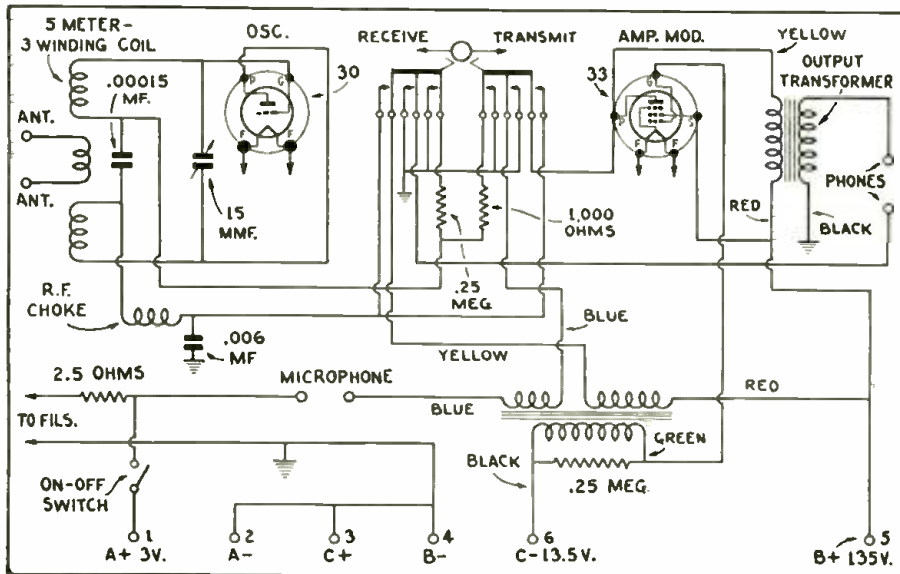 5 METER-
3 WINDING COIL
OSC.
RECEIVE
TRANSMIT
AMP. MOD.
YELLOW
OUTPUT
TRANSFORMER
.00015
MF.
30
33
P
G
F
F
G
P
S
F
F
ANT.
ANT.
15
MMF.
1,000
OHMS
.25
MEG.
PHONES
RED
BLACK
R.F.
CHOKE
.006
MF
BLUE
YELLOW
2.5 OHMS
MICROPHONE
BLUE
RED
TO FILS.
GREEN
BLACK
.25 MEG.
ON-OFF
SWITCH
1
2
3
4
6
5
A+ 3V.
A-
C+
B-
C-13.5V.
B+ 135V.